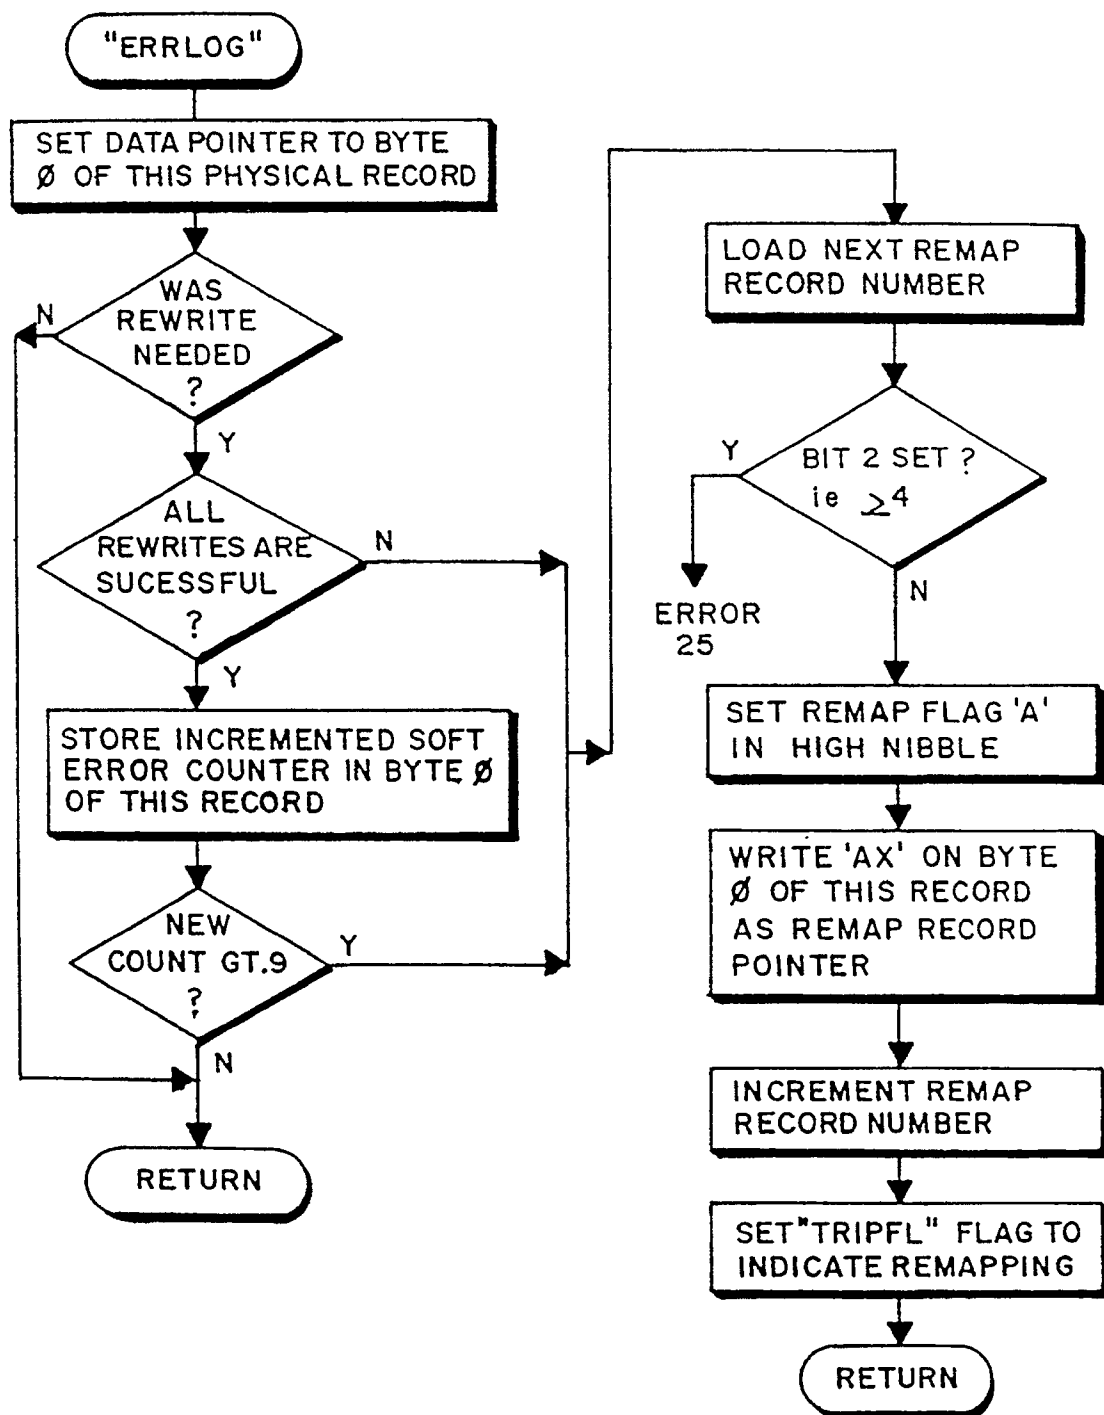 "ERRLOG"
SET DATA POINTER TO BYTE
Ø OF THIS PHYSICAL RECORD
WAS
REWRITE
NEEDED
?
N
Y
ALL
REWRITES ARE
SUCESSFUL
?
N
Y
STORE INCREMENTED SOFT
ERROR COUNTER IN BYTE Ø
OF THIS RECORD
NEW
COUNT GT.9
?
Y
N
RETURN
LOAD NEXT REMAP
RECORD NUMBER
BIT 2 SET ?
ie ≥4
Y
ERROR
25
N
SET REMAP FLAG 'A'
IN HIGH NIBBLE
WRITE 'AX' ON BYTE
Ø OF THIS RECORD
AS REMAP RECORD
POINTER
INCREMENT REMAP
RECORD NUMBER
SET "TRIPFL" FLAG TO
INDICATE REMAPPING
RETURN